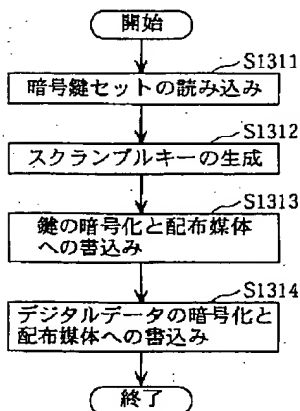 開始
S1311
暗号鍵セットの読み込み
S1312
スクランブルキーの生成
S1313
鍵の暗号化と配布媒体
への書込み
S1314
デジタルデータの暗号化と
配布媒体への書込み
終了